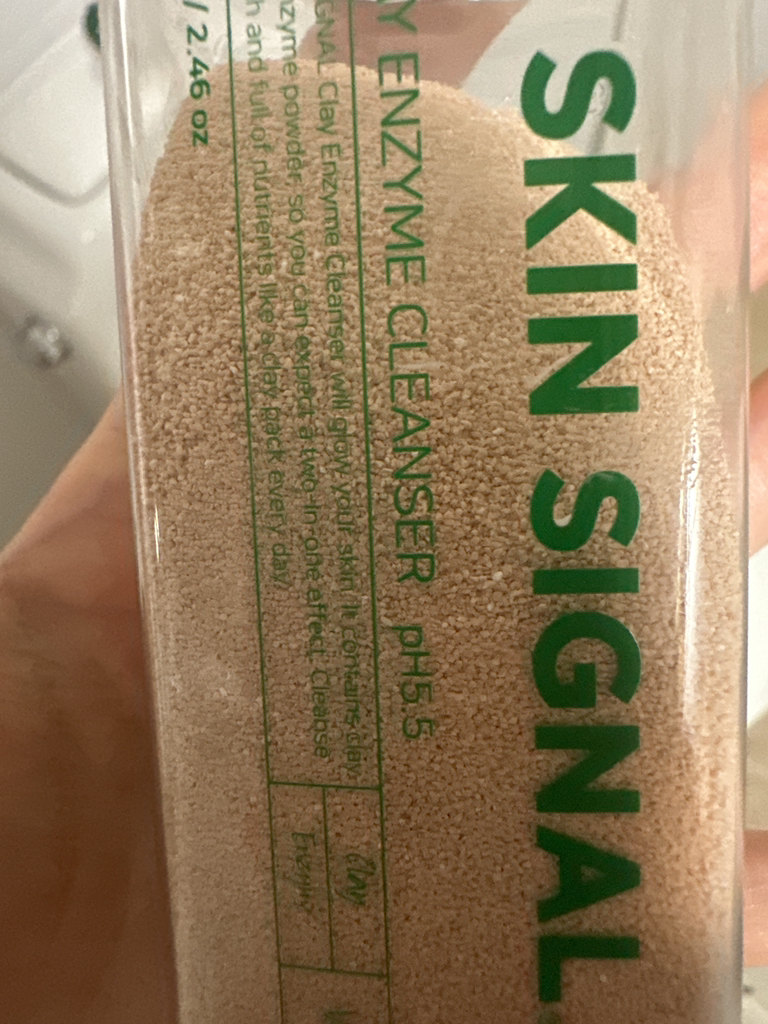 SKIN SIGNAL
Y ENZYME CLEANSER pH5.5
GNAL Clay Enzyme Cleanser will glow your skin. It contains clay
nzyme powder, so you can expect a two-in-one effect. Cleanse
h and full of nutrients like a clay pack every day!
/ 2.46 oz
Clay
Enzyme